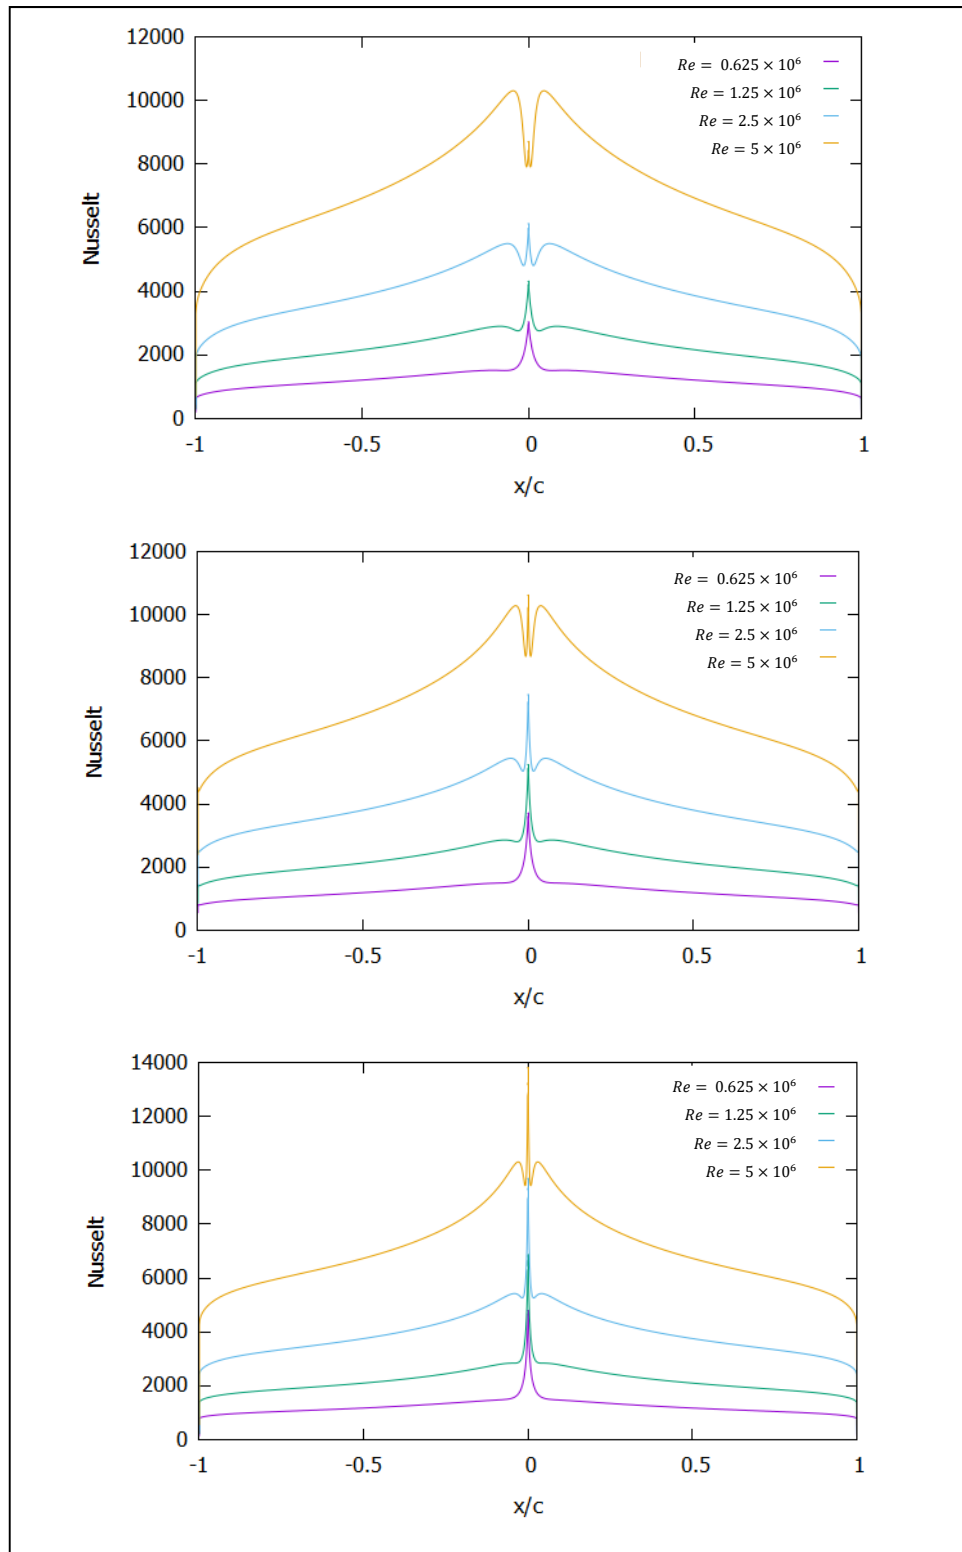 12000
10000
8000
6000
4000
2000
0
Nusselt
Re = 0.625 × 10⁶
Re = 1.25 × 10⁶
Re = 2.5 × 10⁶
Re = 5 × 10⁶
-1 -0.5 0 0.5 1
x/c
12000
10000
8000
6000
4000
2000
0
Nusselt
Re = 0.625 × 10⁶
Re = 1.25 × 10⁶
Re = 2.5 × 10⁶
Re = 5 × 10⁶
-1 -0.5 0 0.5 1
x/c
14000
12000
10000
8000
6000
4000
2000
0
Nusselt
Re = 0.625 × 10⁶
Re = 1.25 × 10⁶
Re = 2.5 × 10⁶
Re = 5 × 10⁶
-1 -0.5 0 0.5 1
x/c